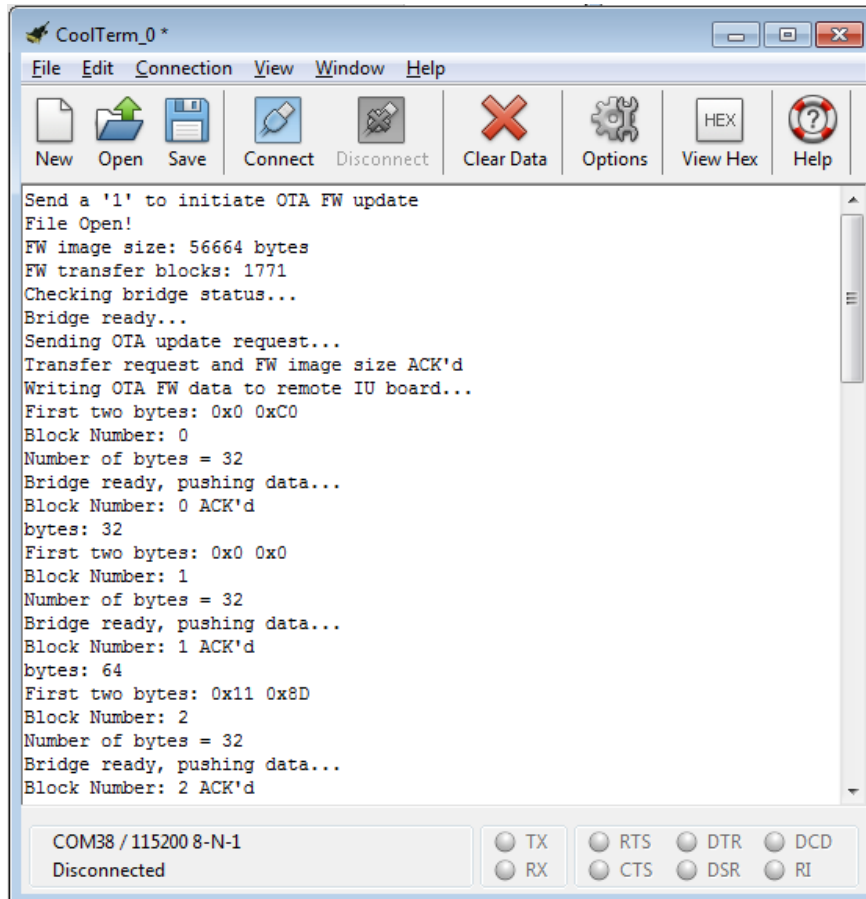 CoolTerm_0 *
File Edit Connection View Window Help
HEX
New Open Save Connect Disconnect Clear Data Options View Hex Help
Send a '1' to initiate OTA FW update
File Open!
FW image size: 56664 bytes
FW transfer blocks: 1771
Checking bridge status...
Bridge ready...
Sending OTA update request...
Transfer request and FW image size ACK'd
Writing OTA FW data to remote IU board...
First two bytes: 0x0 0xC0
Block Number: 0
Number of bytes = 32
Bridge ready, pushing data...
Block Number: 0 ACK'd
bytes: 32
First two bytes: 0x0 0x0
Block Number: 1
Number of bytes = 32
Bridge ready, pushing data...
Block Number: 1 ACK'd
bytes: 64
First two bytes: 0x11 0x8D
Block Number: 2
Number of bytes = 32
Bridge ready, pushing data...
Block Number: 2 ACK'd
COM38 / 115200 8-N-1 TX RTS DTR DCD
Disconnected RX CTS DSR RI